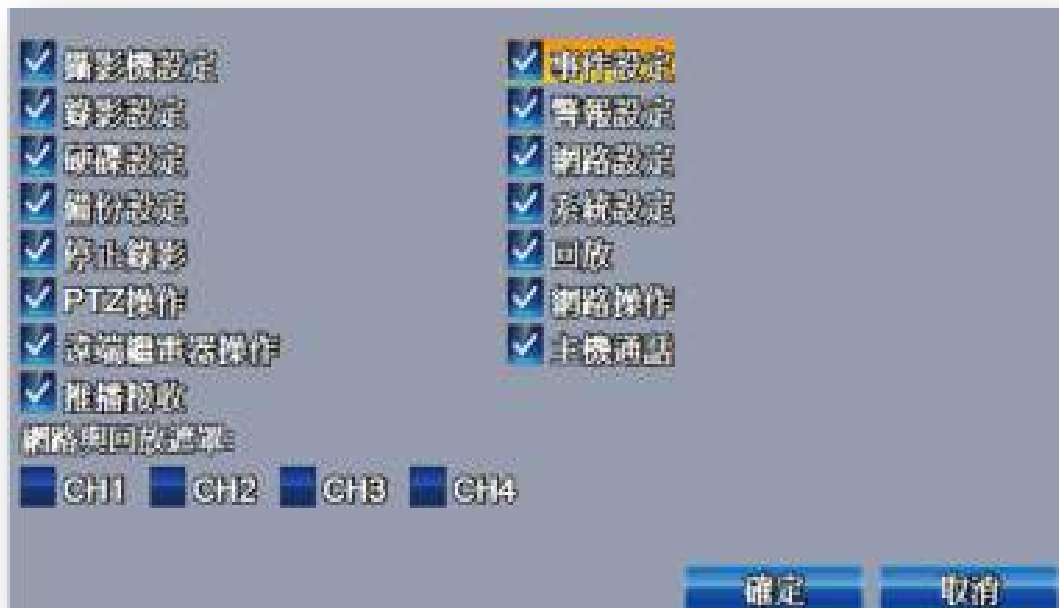 攝影機設定 事件設定
錄影設定 警報設定
硬碟設定 網路設定
備份設定 系統設定
停止錄影 回放
PTZ操作 網路操作
遠端繼電器操作 主機通話
推播接收
網路與回放遮罩:
CH1 CH2 CH3 CH4
確定 取消